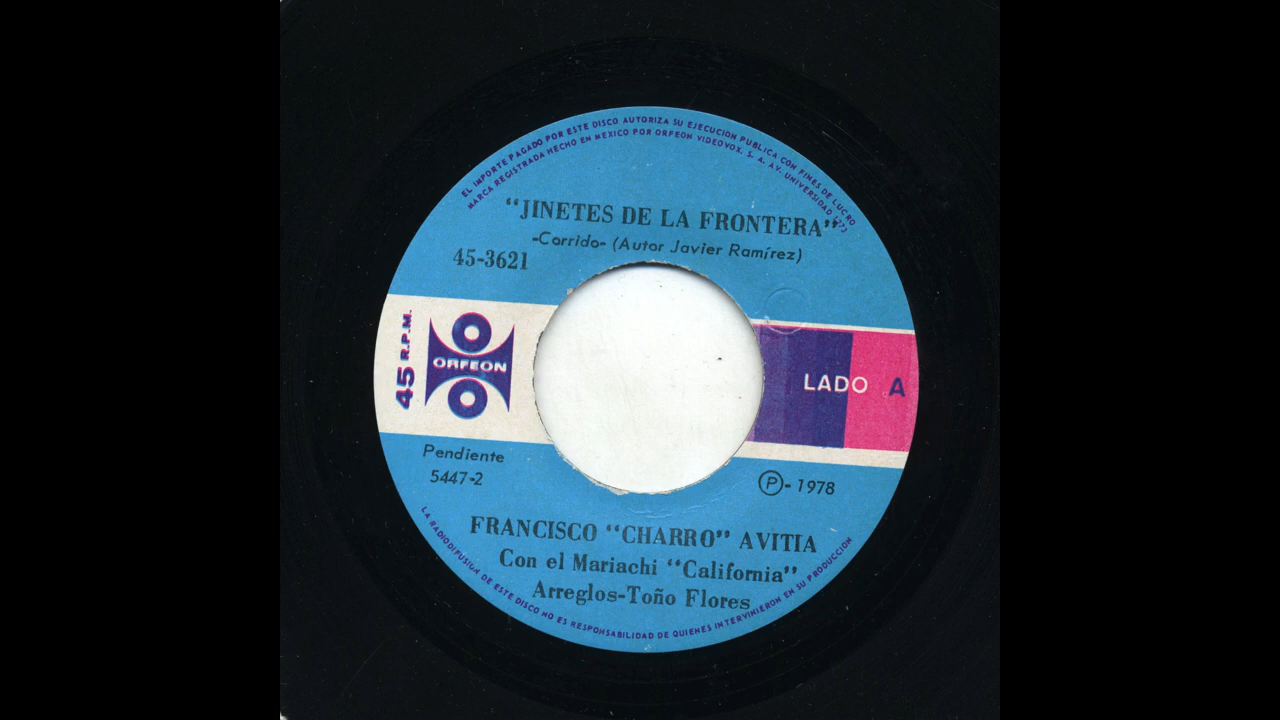 EL IMPORTE PAGADO POR ESTE DISCO AUTORIZA SU EJECUCION PUBLICA CON FINES DE LUCRO
MARCA REGISTRADA HECHO EN MEXICO POR ORFEON VIDEOVOX. S. A. AV. UNIVERSIDAD 1273
"JINETES DE LA FRONTERA"
-Corrido- (Autor Javier Ramírez)
45-3621
45 R.P.M.
ORFEON
LADO A
Pendiente
5447-2
Ⓟ- 1978
FRANCISCO "CHARRO" AVITIA
Con el Mariachi "California"
Arreglos-Toño Flores
LA RADIODIFUSION DE ESTE DISCO NO ES RESPONSABILIDAD DE QUIENES INTERVINIERON EN SU PRODUCCION